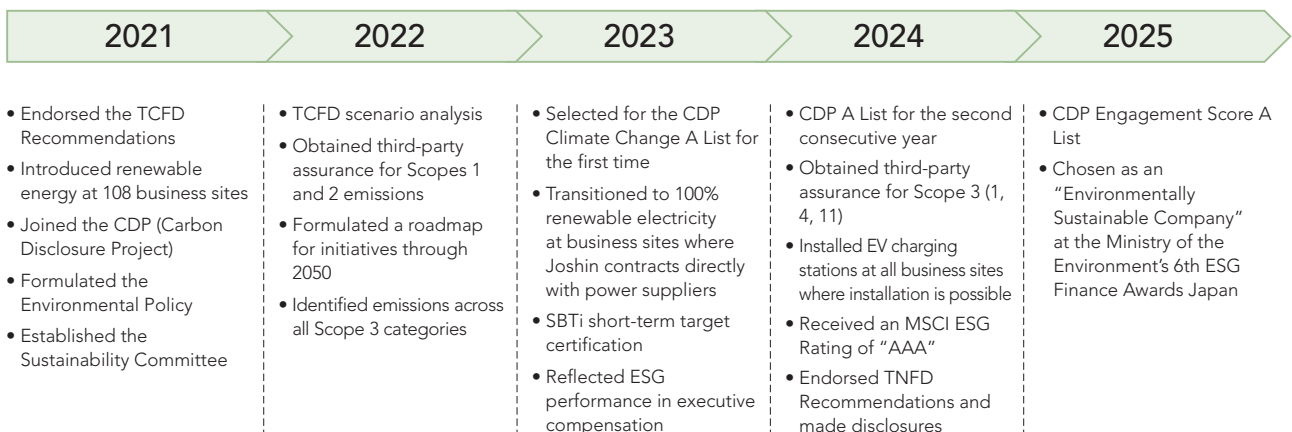 2021
2022
2023
2024
2025
• Endorsed the TCFD
Recommendations
• Introduced renewable
energy at 108 business sites
• Joined the CDP (Carbon
Disclosure Project)
• Formulated the
Environmental Policy
• Established the
Sustainability Committee
• TCFD scenario analysis
• Obtained third-party
assurance for Scopes 1
and 2 emissions
• Formulated a roadmap
for initiatives through
2050
• Identified emissions across
all Scope 3 categories
• Selected for the CDP
Climate Change A List for
the first time
• Transitioned to 100%
renewable electricity
at business sites where
Joshin contracts directly
with power suppliers
• SBTi short-term target
certification
• Reflected ESG
performance in executive
compensation
• CDP A List for the second
consecutive year
• Obtained third-party
assurance for Scope 3 (1,
4, 11)
• Installed EV charging
stations at all business sites
where installation is possible
• Received an MSCI ESG
Rating of “AAA”
• Endorsed TNFD
Recommendations and
made disclosures
• CDP Engagement Score A
List
• Chosen as an
“Environmentally
Sustainable Company”
at the Ministry of the
Environment’s 6th ESG
Finance Awards Japan